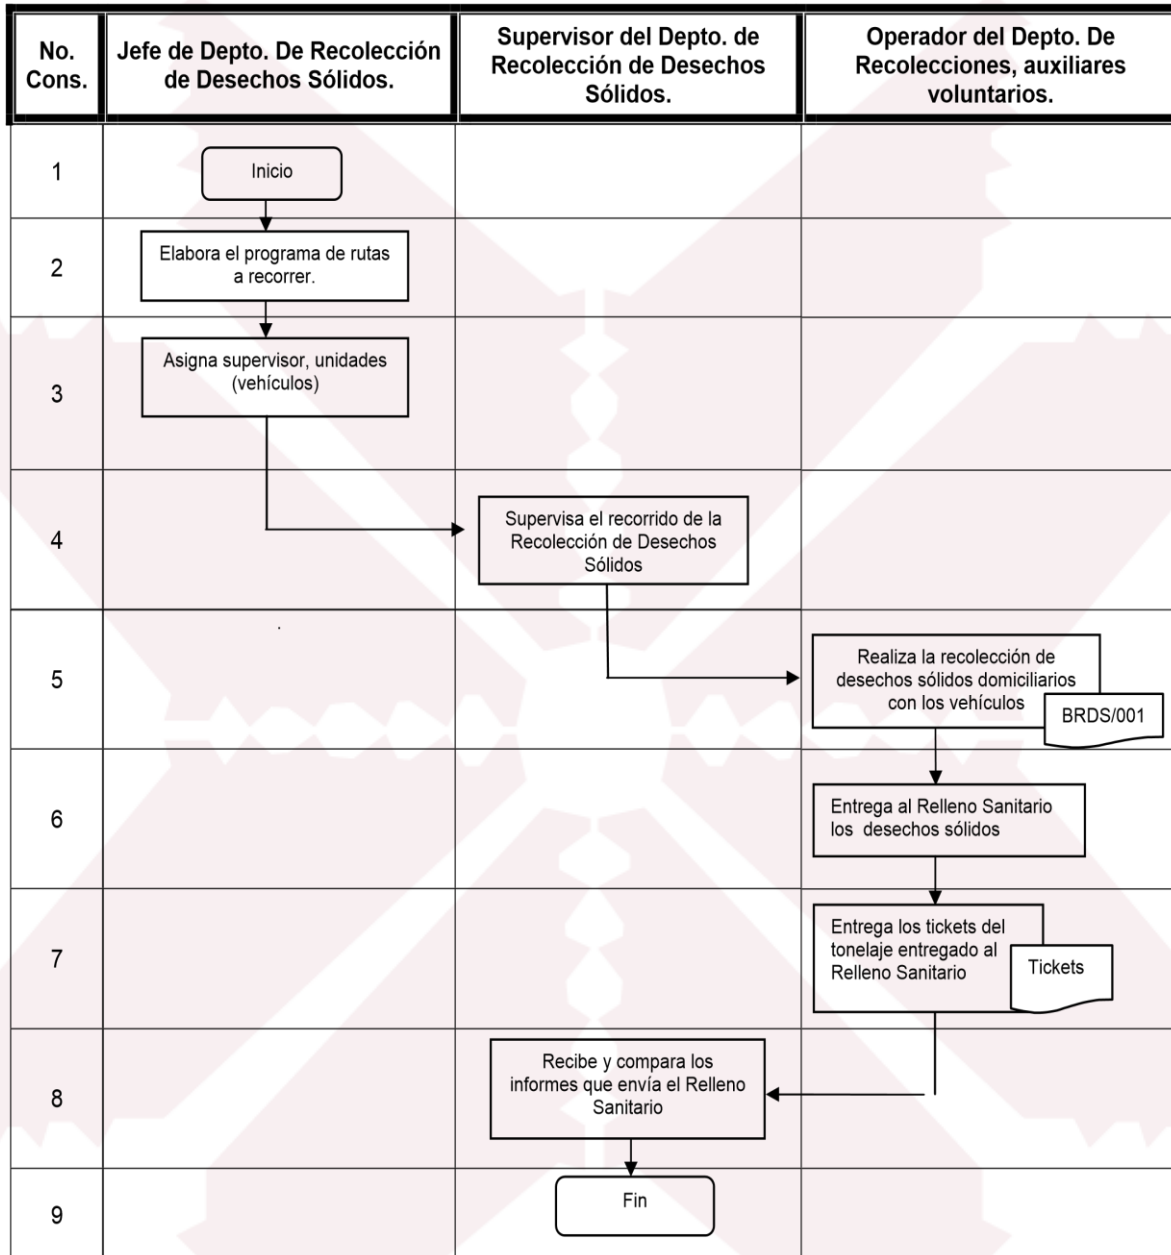 No.
Cons.
Jefe de Depto. De Recolección
de Desechos Sólidos.
Supervisor del Depto. de
Recolección de Desechos
Sólidos.
Operador del Depto. De
Recolecciones, auxiliares
voluntarios.
1
Inicio
2
Elabora el programa de rutas
a recorrer.
3
Asigna supervisor, unidades
(vehículos)
4
Supervisa el recorrido de la
Recolección de Desechos
Sólidos
5
Realiza la recolección de
desechos sólidos domiciliarios
con los vehículos
BRDS/001
6
Entrega al Relleno Sanitario
los desechos sólidos
7
Entrega los tickets del
tonelaje entregado al
Relleno Sanitario
Tickets
8
Recibe y compara los
informes que envía el Relleno
Sanitario
9
Fin